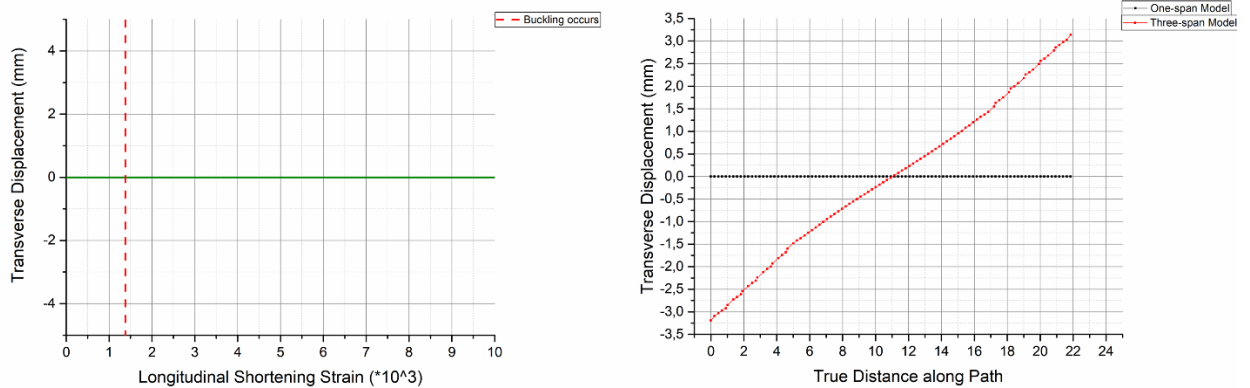 Buckling occurs
Transverse Displacement (mm)
4
2
0
-2
-4
0 1 2 3 4 5 6 7 8 9 10
Longitudinal Shortening Strain (*10^3)
One-span Model
Three-span Model
Transverse Displacement (mm)
3,5
3,0
2,5
2,0
1,5
1,0
0,5
0,0
-0,5
-1,0
-1,5
-2,0
-2,5
-3,0
-3,5
0 2 4 6 8 10 12 14 16 18 20 22 24
True Distance along Path